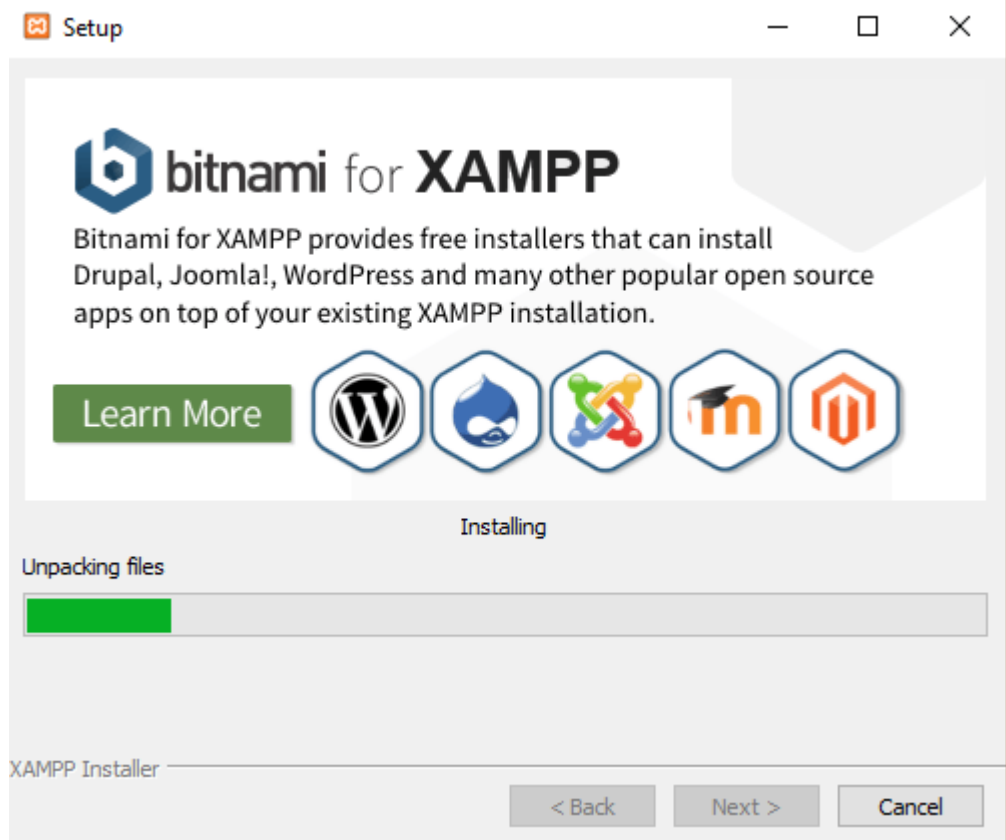 Setup
bitnami for XAMPP
Bitnami for XAMPP provides free installers that can install
Drupal, Joomla!, WordPress and many other popular open source
apps on top of your existing XAMPP installation.
Learn More
Installing
Unpacking files
XAMPP Installer
< Back Next > Cancel